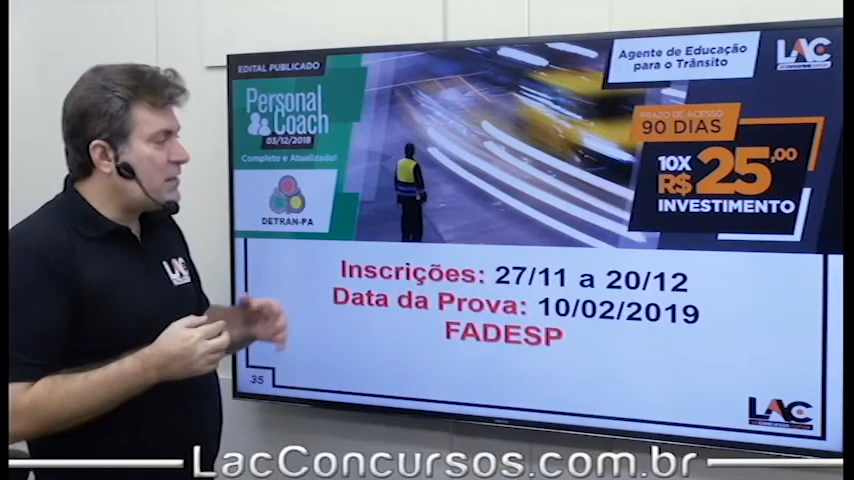 EDITAL PUBLICADO
Personal
& Coach
03/12/2018
Completo e Atualizado!
DETRAN-PA
Agente de Educação
para o Trânsito
LAC
PRAZO DE ACESSO
90 DIAS
10X
R$25,00
INVESTIMENTO
Inscrições: 27/11 a 20/12
Data da Prova: 10/02/2019
FADESP
35
LAC
LAC
LacConcursos.com.br